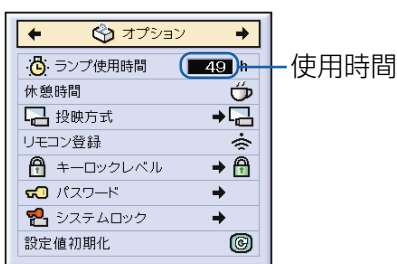 オプション
ランプ使用時間 49 h
使用時間
休憩時間
投映方式
リモコン登録
キーロックレベル
パスワード
システムロック
設定値初期化